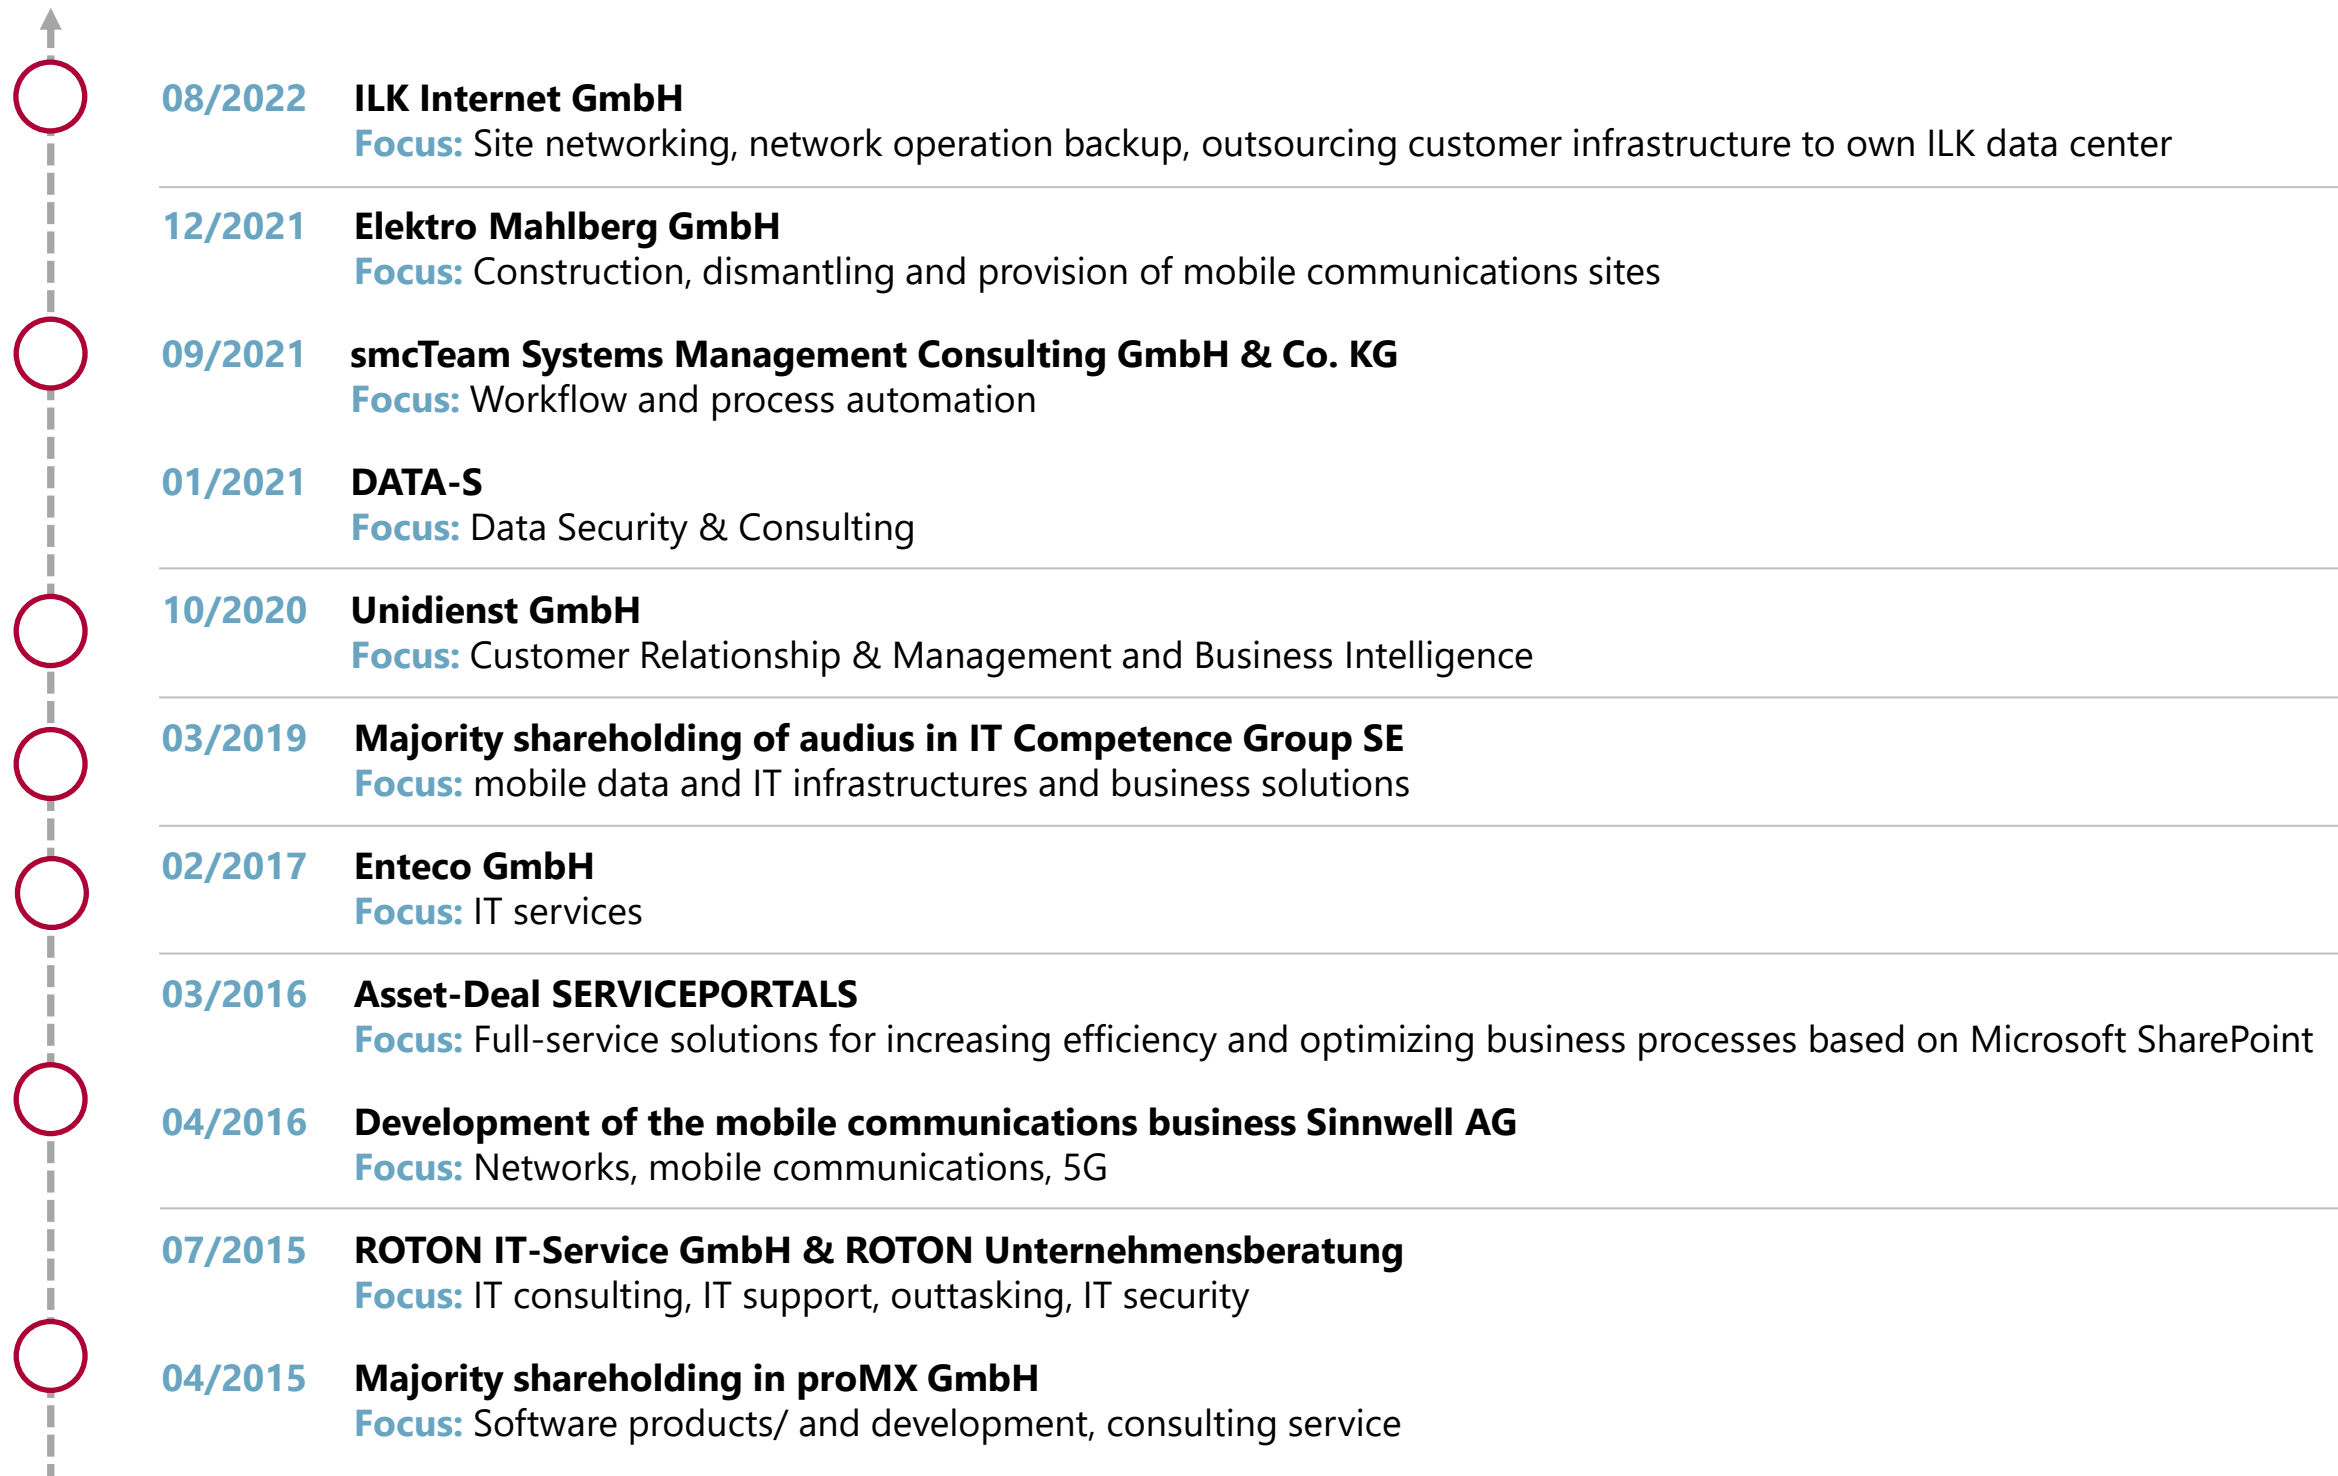 08/2022 ILK Internet GmbH
Focus: Site networking, network operation backup, outsourcing customer infrastructure to own ILK data center
12/2021 Elektro Mahlberg GmbH
Focus: Construction, dismantling and provision of mobile communications sites
09/2021 smcTeam Systems Management Consulting GmbH & Co. KG
Focus: Workflow and process automation
01/2021 DATA-S
Focus: Data Security & Consulting
10/2020 Unidienst GmbH
Focus: Customer Relationship & Management and Business Intelligence
03/2019 Majority shareholding of audius in IT Competence Group SE
Focus: mobile data and IT infrastructures and business solutions
02/2017 Enteco GmbH
Focus: IT services
03/2016 Asset-Deal SERVICEPORTALS
Focus: Full-service solutions for increasing efficiency and optimizing business processes based on Microsoft SharePoint
04/2016 Development of the mobile communications business Sinnwell AG
Focus: Networks, mobile communications, 5G
07/2015 ROTON IT-Service GmbH & ROTON Unternehmensberatung
Focus: IT consulting, IT support, outtasking, IT security
04/2015 Majority shareholding in proMX GmbH
Focus: Software products/ and development, consulting service